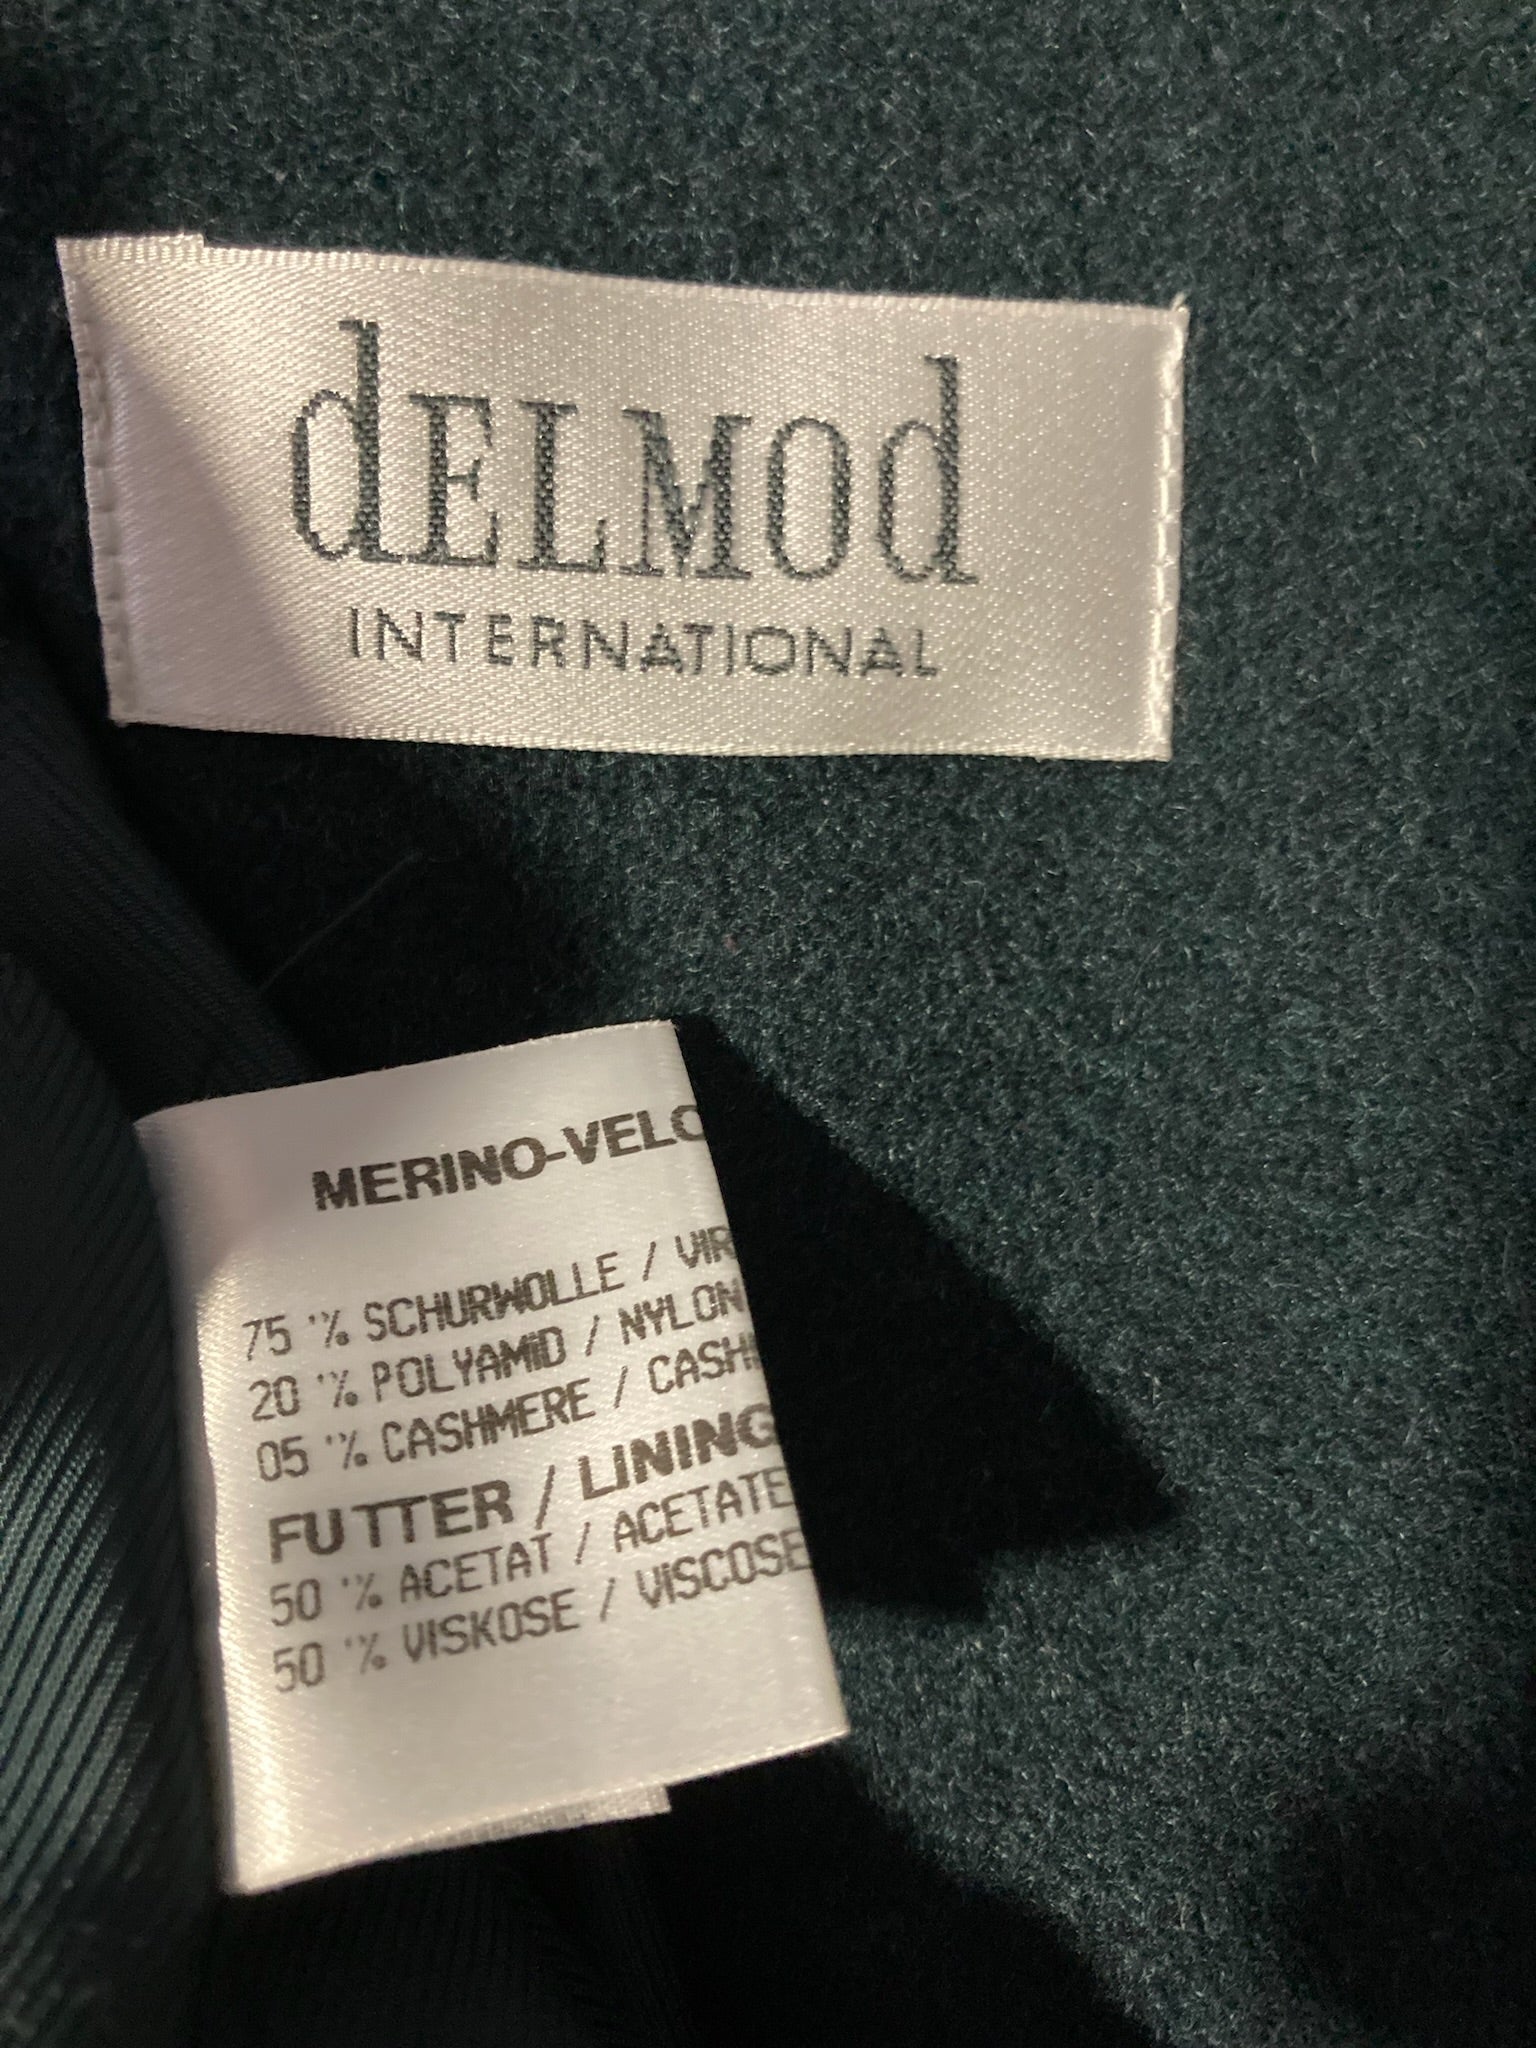 dELMOd
INTERNATIONAL
MERINO-VELO
75 % SCHURWOLLE / VIR
20 % POLYAMID / NYLON
05 % CASHMERE / CASH
FUTTER / LINING
50 % ACETAT / ACETATE
50 % VISKOSE / VISCOSE